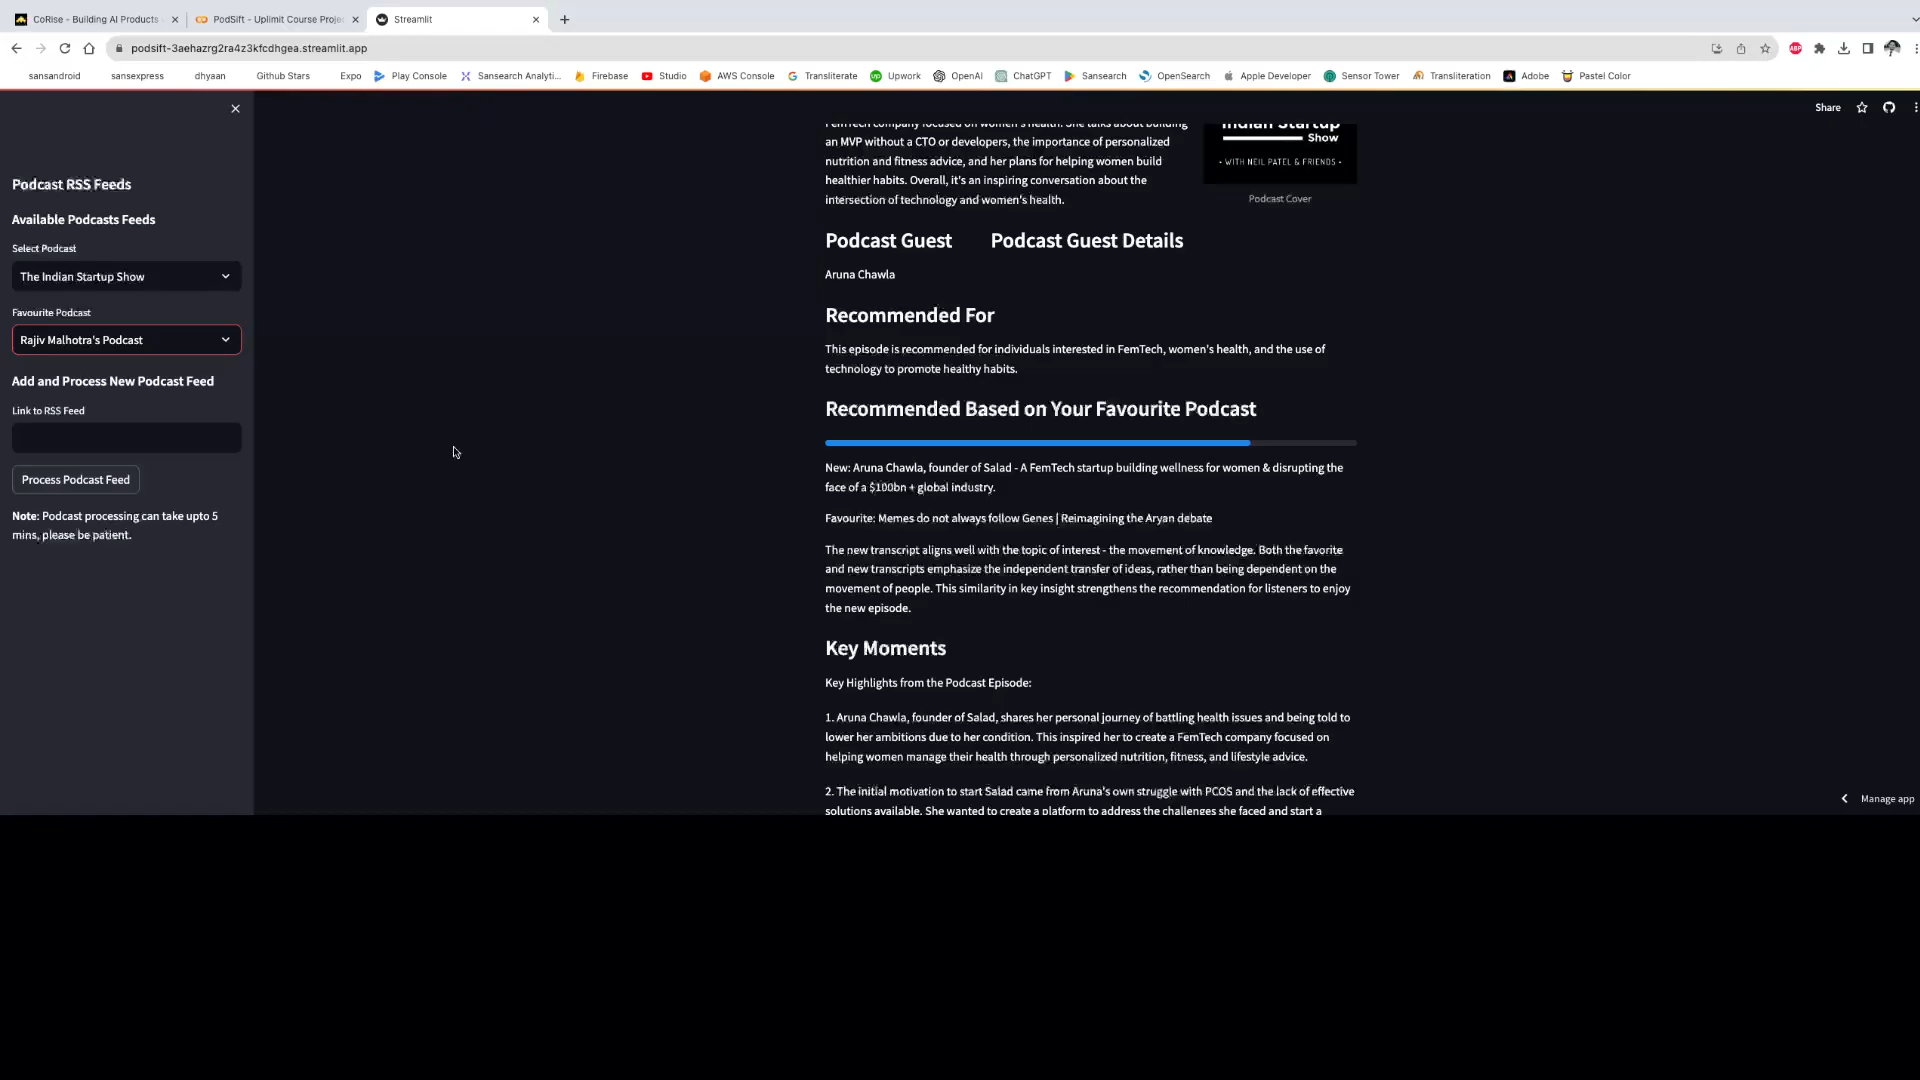 CoRise - Building AI Products
PodSift - Uplimit Course Proje
Streamlit
podsift-3aehazrg2ra4z3kfcdhgea.streamlit.app
sansandroid
sansexpress
dhyaan
Github Stars
Expo
Play Console
Sansearch Analyti...
Firebase
Studio
AWS Console
Transliterate
Upwork
OpenAI
ChatGPT
Sansearch
OpenSearch
Apple Developer
Sensor Tower
Transliteration
Adobe
Pastel Color
Share
Podcast RSS Feeds
Available Podcasts Feeds
Select Podcast
The Indian Startup Show
Favourite Podcast
Rajiv Malhotra's Podcast
Add and Process New Podcast Feed
Link to RSS Feed
Process Podcast Feed
Note: Podcast processing can take upto 5
mins, please be patient.
FemTech company focused on women's health. She talks about building
an MVP without a CTO or developers, the importance of personalized
nutrition and fitness advice, and her plans for helping women build
healthier habits. Overall, it's an inspiring conversation about the
intersection of technology and women's health.
Indian Startup
Show
• WITH NEIL PATEL & FRIENDS •
Podcast Cover
Podcast Guest
Podcast Guest Details
Aruna Chawla
Recommended For
This episode is recommended for individuals interested in FemTech, women's health, and the use of
technology to promote healthy habits.
Recommended Based on Your Favourite Podcast
New: Aruna Chawla, founder of Salad - A FemTech startup building wellness for women & disrupting the
face of a $100bn + global industry.
Favourite: Memes do not always follow Genes | Reimagining the Aryan debate
The new transcript aligns well with the topic of interest - the movement of knowledge. Both the favorite
and new transcripts emphasize the independent transfer of ideas, rather than being dependent on the
movement of people. This similarity in key insight strengthens the recommendation for listeners to enjoy
the new episode.
Key Moments
Key Highlights from the Podcast Episode:
1. Aruna Chawla, founder of Salad, shares her personal journey of battling health issues and being told to
lower her ambitions due to her condition. This inspired her to create a FemTech company focused on
helping women manage their health through personalized nutrition, fitness, and lifestyle advice.
2. The initial motivation to start Salad came from Aruna's own struggle with PCOS and the lack of effective
solutions available. She wanted to create a platform to address the challenges she faced and start a
Manage app